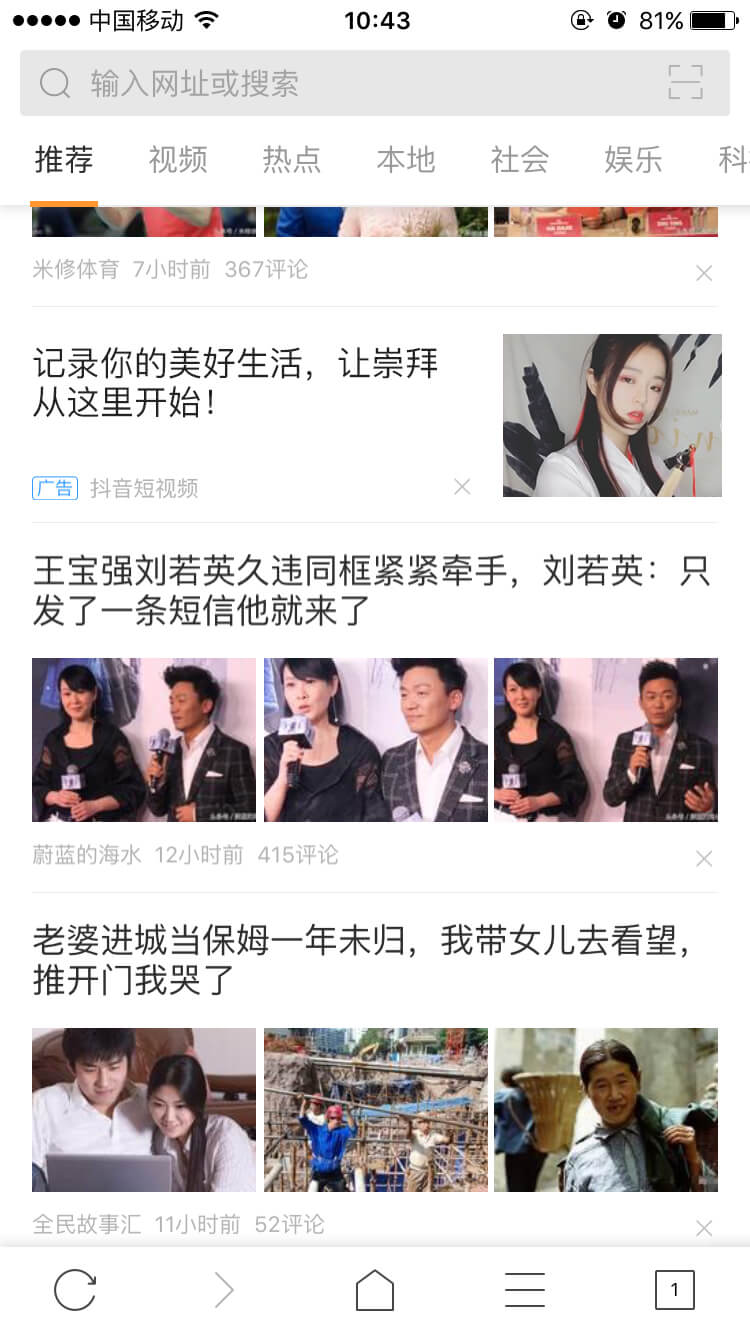 中国移动 10:43 81%
输入网址或搜索
推荐 视频 热点 本地 社会 娱乐 科
米修体育 7小时前 367评论
记录你的美好生活，让崇拜
从这里开始！
广告 抖音短视频
王宝强刘若英久违同框紧紧牵手，刘若英：只
发了一条短信他就来了
蔚蓝的海水 12小时前 415评论
老婆进城当保姆一年未归，我带女儿去看望，
推开门我哭了
全民故事汇 11小时前 52评论
1